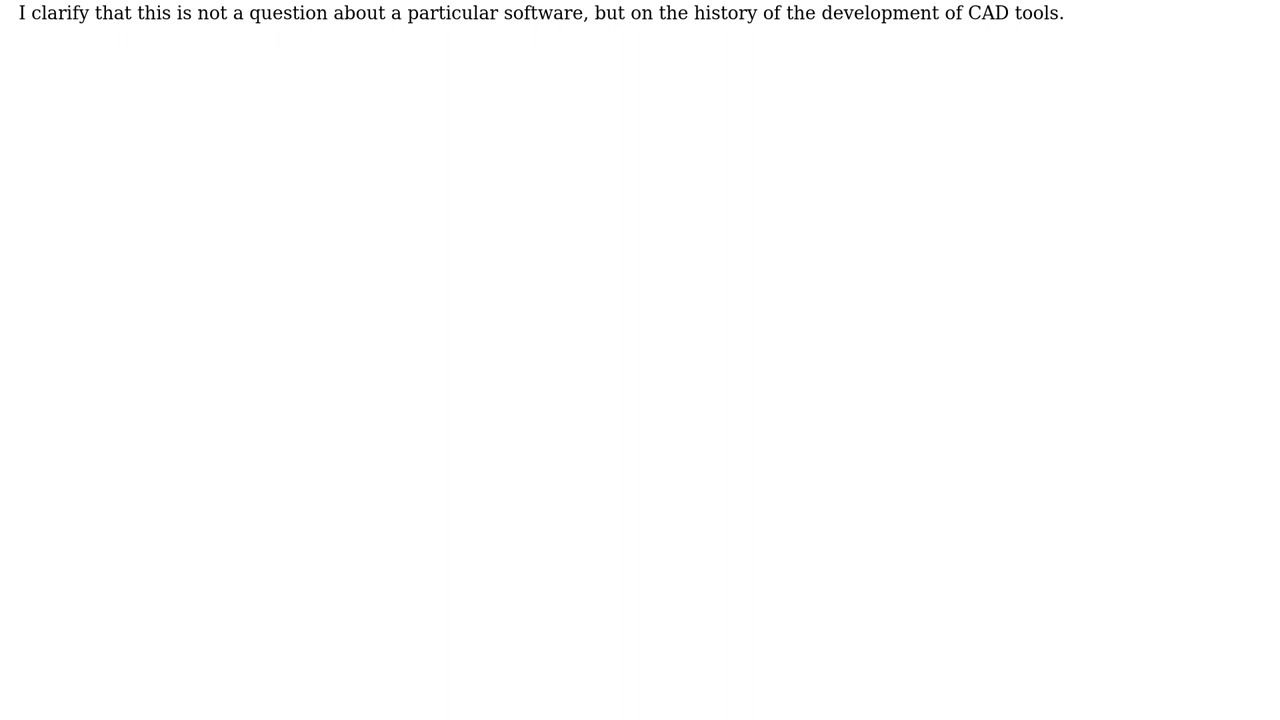 I clarify that this is not a question about a particular software, but on the history of the development of CAD tools.